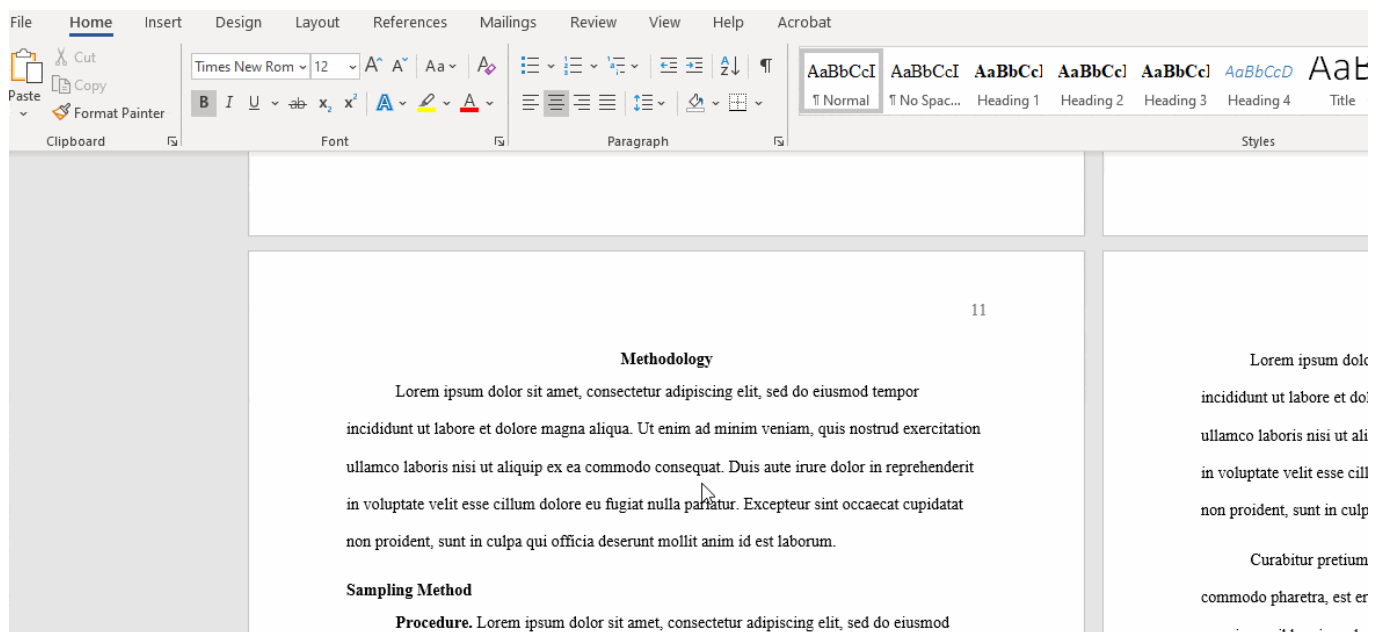 File Home Insert Design Layout References Mailings Review View Help Acrobat
Cut
Copy
Paste
Format Painter
Times New Rom 12 A A Aa A
B I U ab x2 x2 A A
AaBbCcI AaBbCcI AaBbCc1 AaBbCc1 AaBbCc1 AaBbCcD AaB
¶ Normal ¶ No Spac... Heading 1 Heading 2 Heading 3 Heading 4 Title
Clipboard Font Paragraph Styles
11
Methodology
Lorem ipsum dolor sit amet, consectetur adipiscing elit, sed do eiusmod tempor
incididunt ut labore et dolore magna aliqua. Ut enim ad minim veniam, quis nostrud exercitation
ullamco laboris nisi ut aliquip ex ea commodo consequat. Duis aute irure dolor in reprehenderit
in voluptate velit esse cillum dolore eu fugiat nulla pariatur. Excepteur sint occaecat cupidatat
non proident, sunt in culpa qui officia deserunt mollit anim id est laborum.
Sampling Method
Procedure. Lorem ipsum dolor sit amet, consectetur adipiscing elit, sed do eiusmod
Lorem ipsum dolo
incididunt ut labore et do
ullamco laboris nisi ut ali
in voluptate velit esse cill
non proident, sunt in culp
Curabitur pretium
commodo pharetra, est er